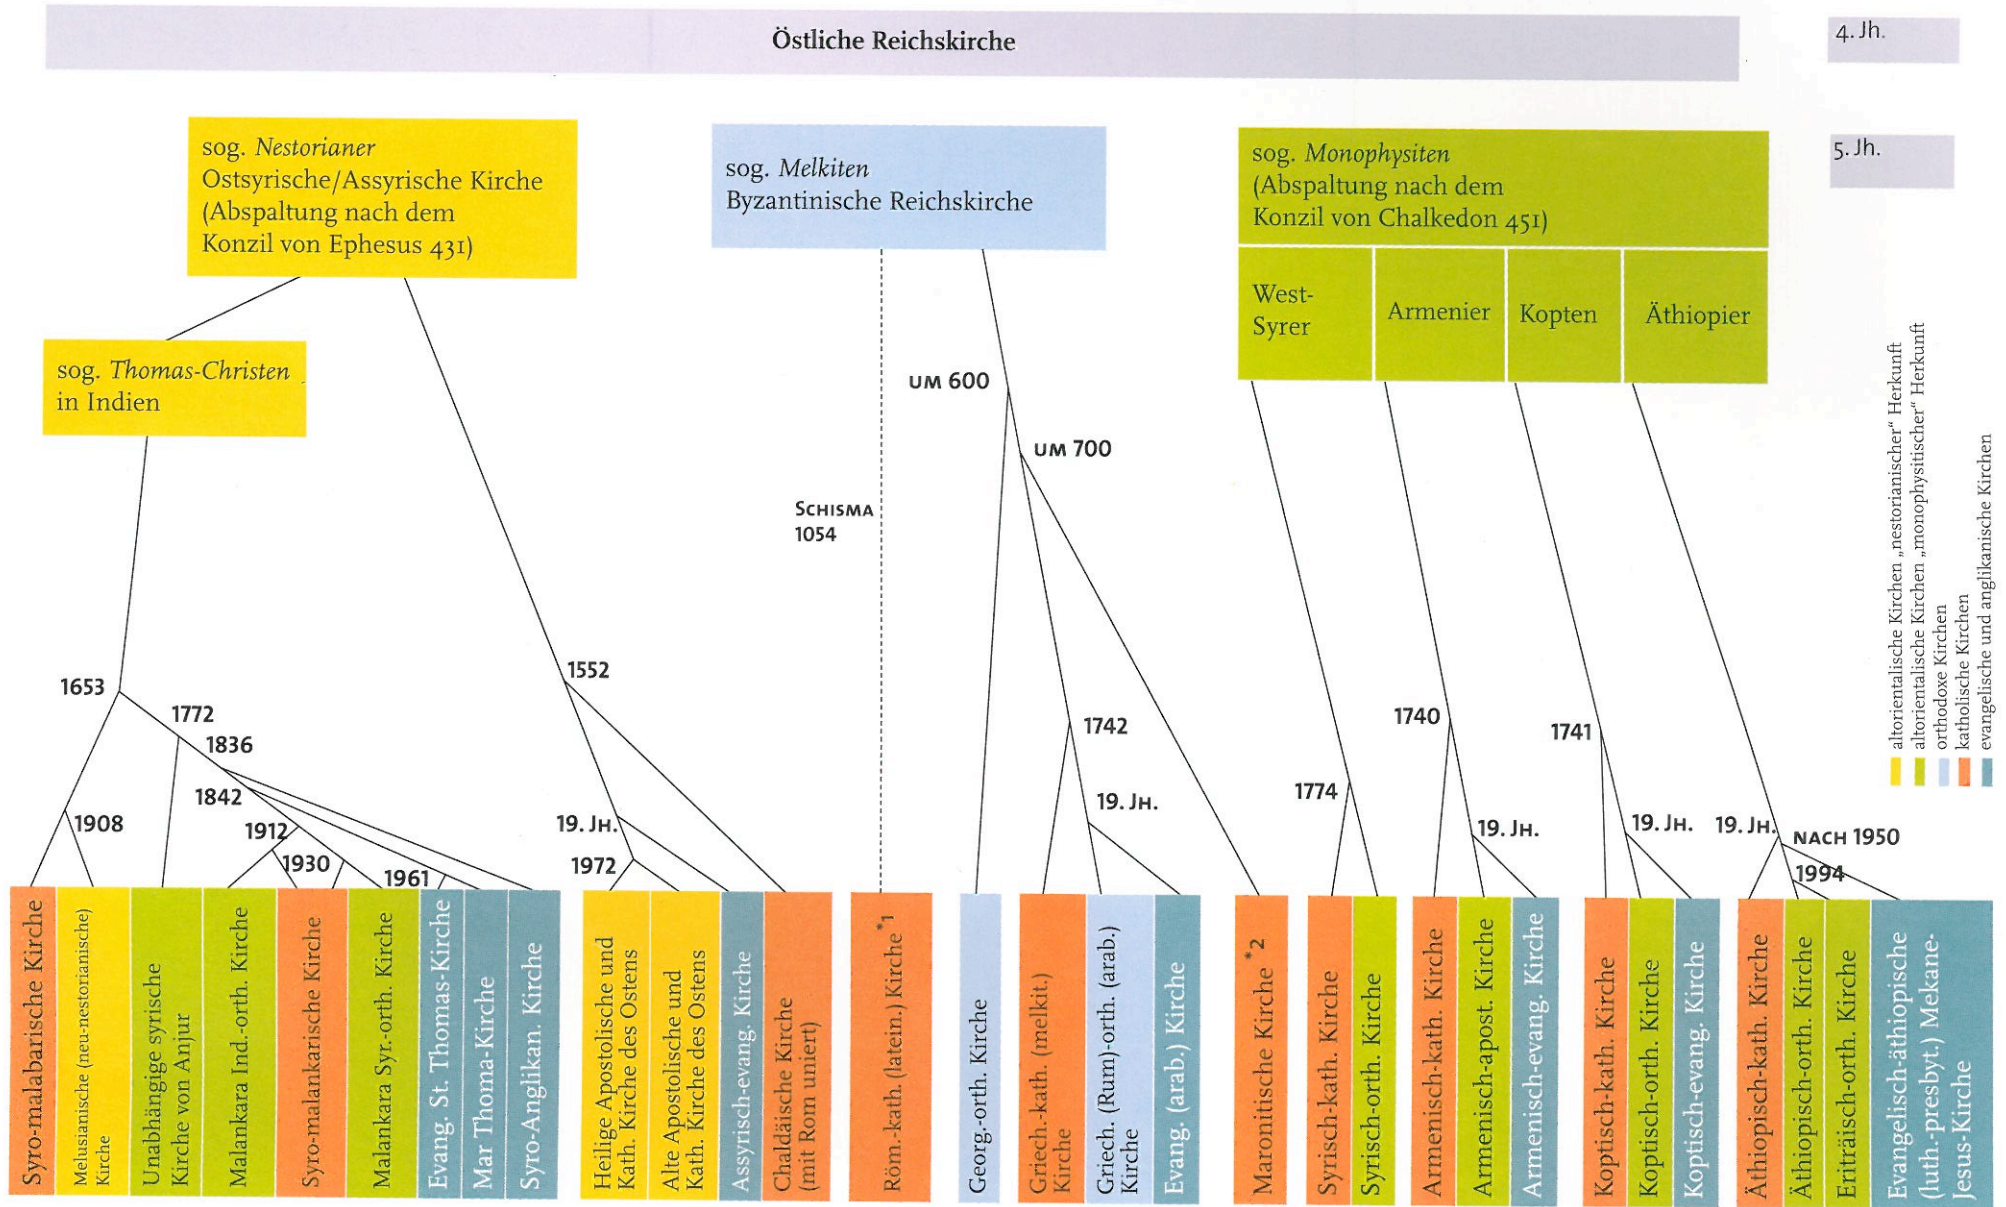 Östliche Reichskirche
4. Jh.
sog. Nestorianer
Ostsyrische/Assyrische Kirche
(Abspaltung nach dem
Konzil von Ephesus 431)
sog. Melkiten
Byzantinische Reichskirche
sog. Monophysiten
(Abspaltung nach dem
Konzil von Chalkedon 451)
5. Jh.
West-
Syrer
Armenier
Kopten
Äthiopier
sog. Thomas-Christen
in Indien
UM 600
UM 700
SCHISMA
1054
1653
1772
1836
1842
1908
1912
1930
1961
1552
19. JH.
1972
1742
19. JH.
1774
1740
19. JH.
1741
19. JH.
19. JH.
NACH 1950
1994
altorientalische Kirchen „nestorianischer“ Herkunft
altorientalische Kirchen „monophysitischer“ Herkunft
orthodoxe Kirchen
katholische Kirchen
evangelische und anglikanische Kirchen
Syro-malabarische Kirche
Melusianische (neu-nestorianische)
Kirche
Unabhängige syrische
Kirche von Anjur
Malankara Ind.-orth. Kirche
Syro-malankarische Kirche
Malankara Syr.-orth. Kirche
Evang. St. Thomas-Kirche
Mar Thoma-Kirche
Syro-Anglikan. Kirche
Heilige Apostolische und
Kath. Kirche des Ostens
Alte Apostolische und
Kath. Kirche des Ostens
Assyrisch-evang. Kirche
Chaldäische Kirche
(mit Rom uniert)
Röm.-kath. (latein.) Kirche*1
Georg.-orth. Kirche
Griech.-kath. (melkit.)
Kirche
Griech. (Rum)-orth. (arab.)
Kirche
Evang. (arab.) Kirche
Maronitische Kirche*2
Syrisch-kath. Kirche
Syrisch-orth. Kirche
Armenisch-kath. Kirche
Armenisch-apost. Kirche
Armenisch-evang. Kirche
Koptisch-kath. Kirche
Koptisch-orth. Kirche
Koptisch-evang. Kirche
Äthiopisch-kath. Kirche
Äthiopisch-orth. Kirche
Eriträisch-orth. Kirche
Evangelisch-äthiopische
(luth.-presbyt.) Mekane-
Jesus-Kirche